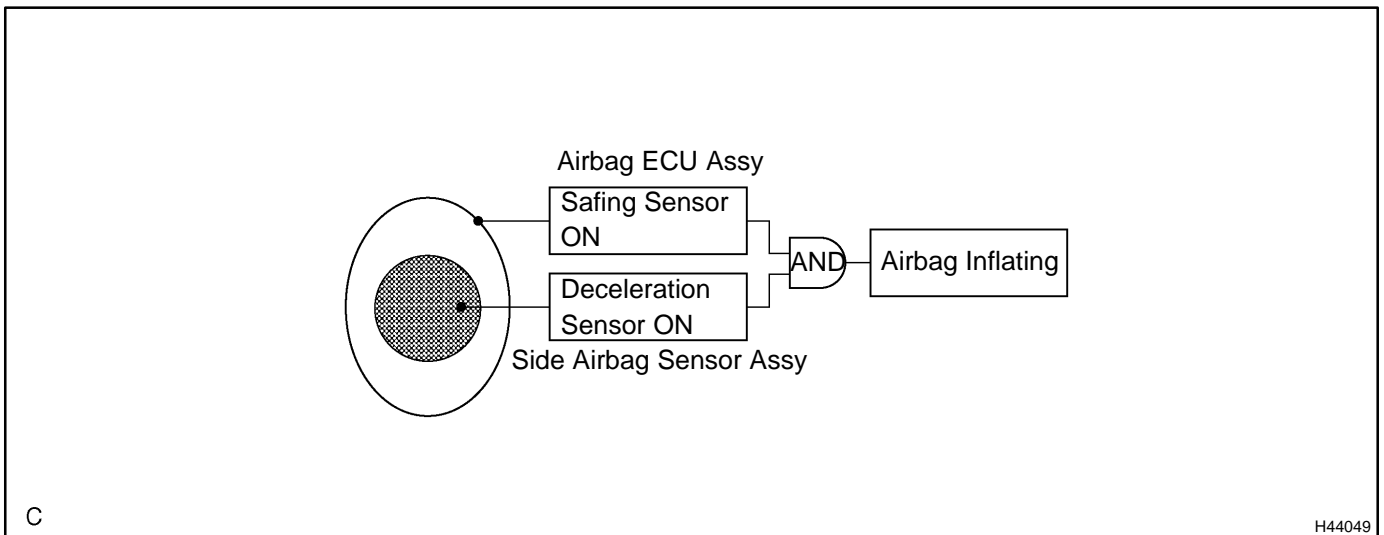 Airbag ECU Assy
Safing Sensor
ON
AND
Airbag Inflating
Deceleration
Sensor ON
Side Airbag Sensor Assy
C
H44049